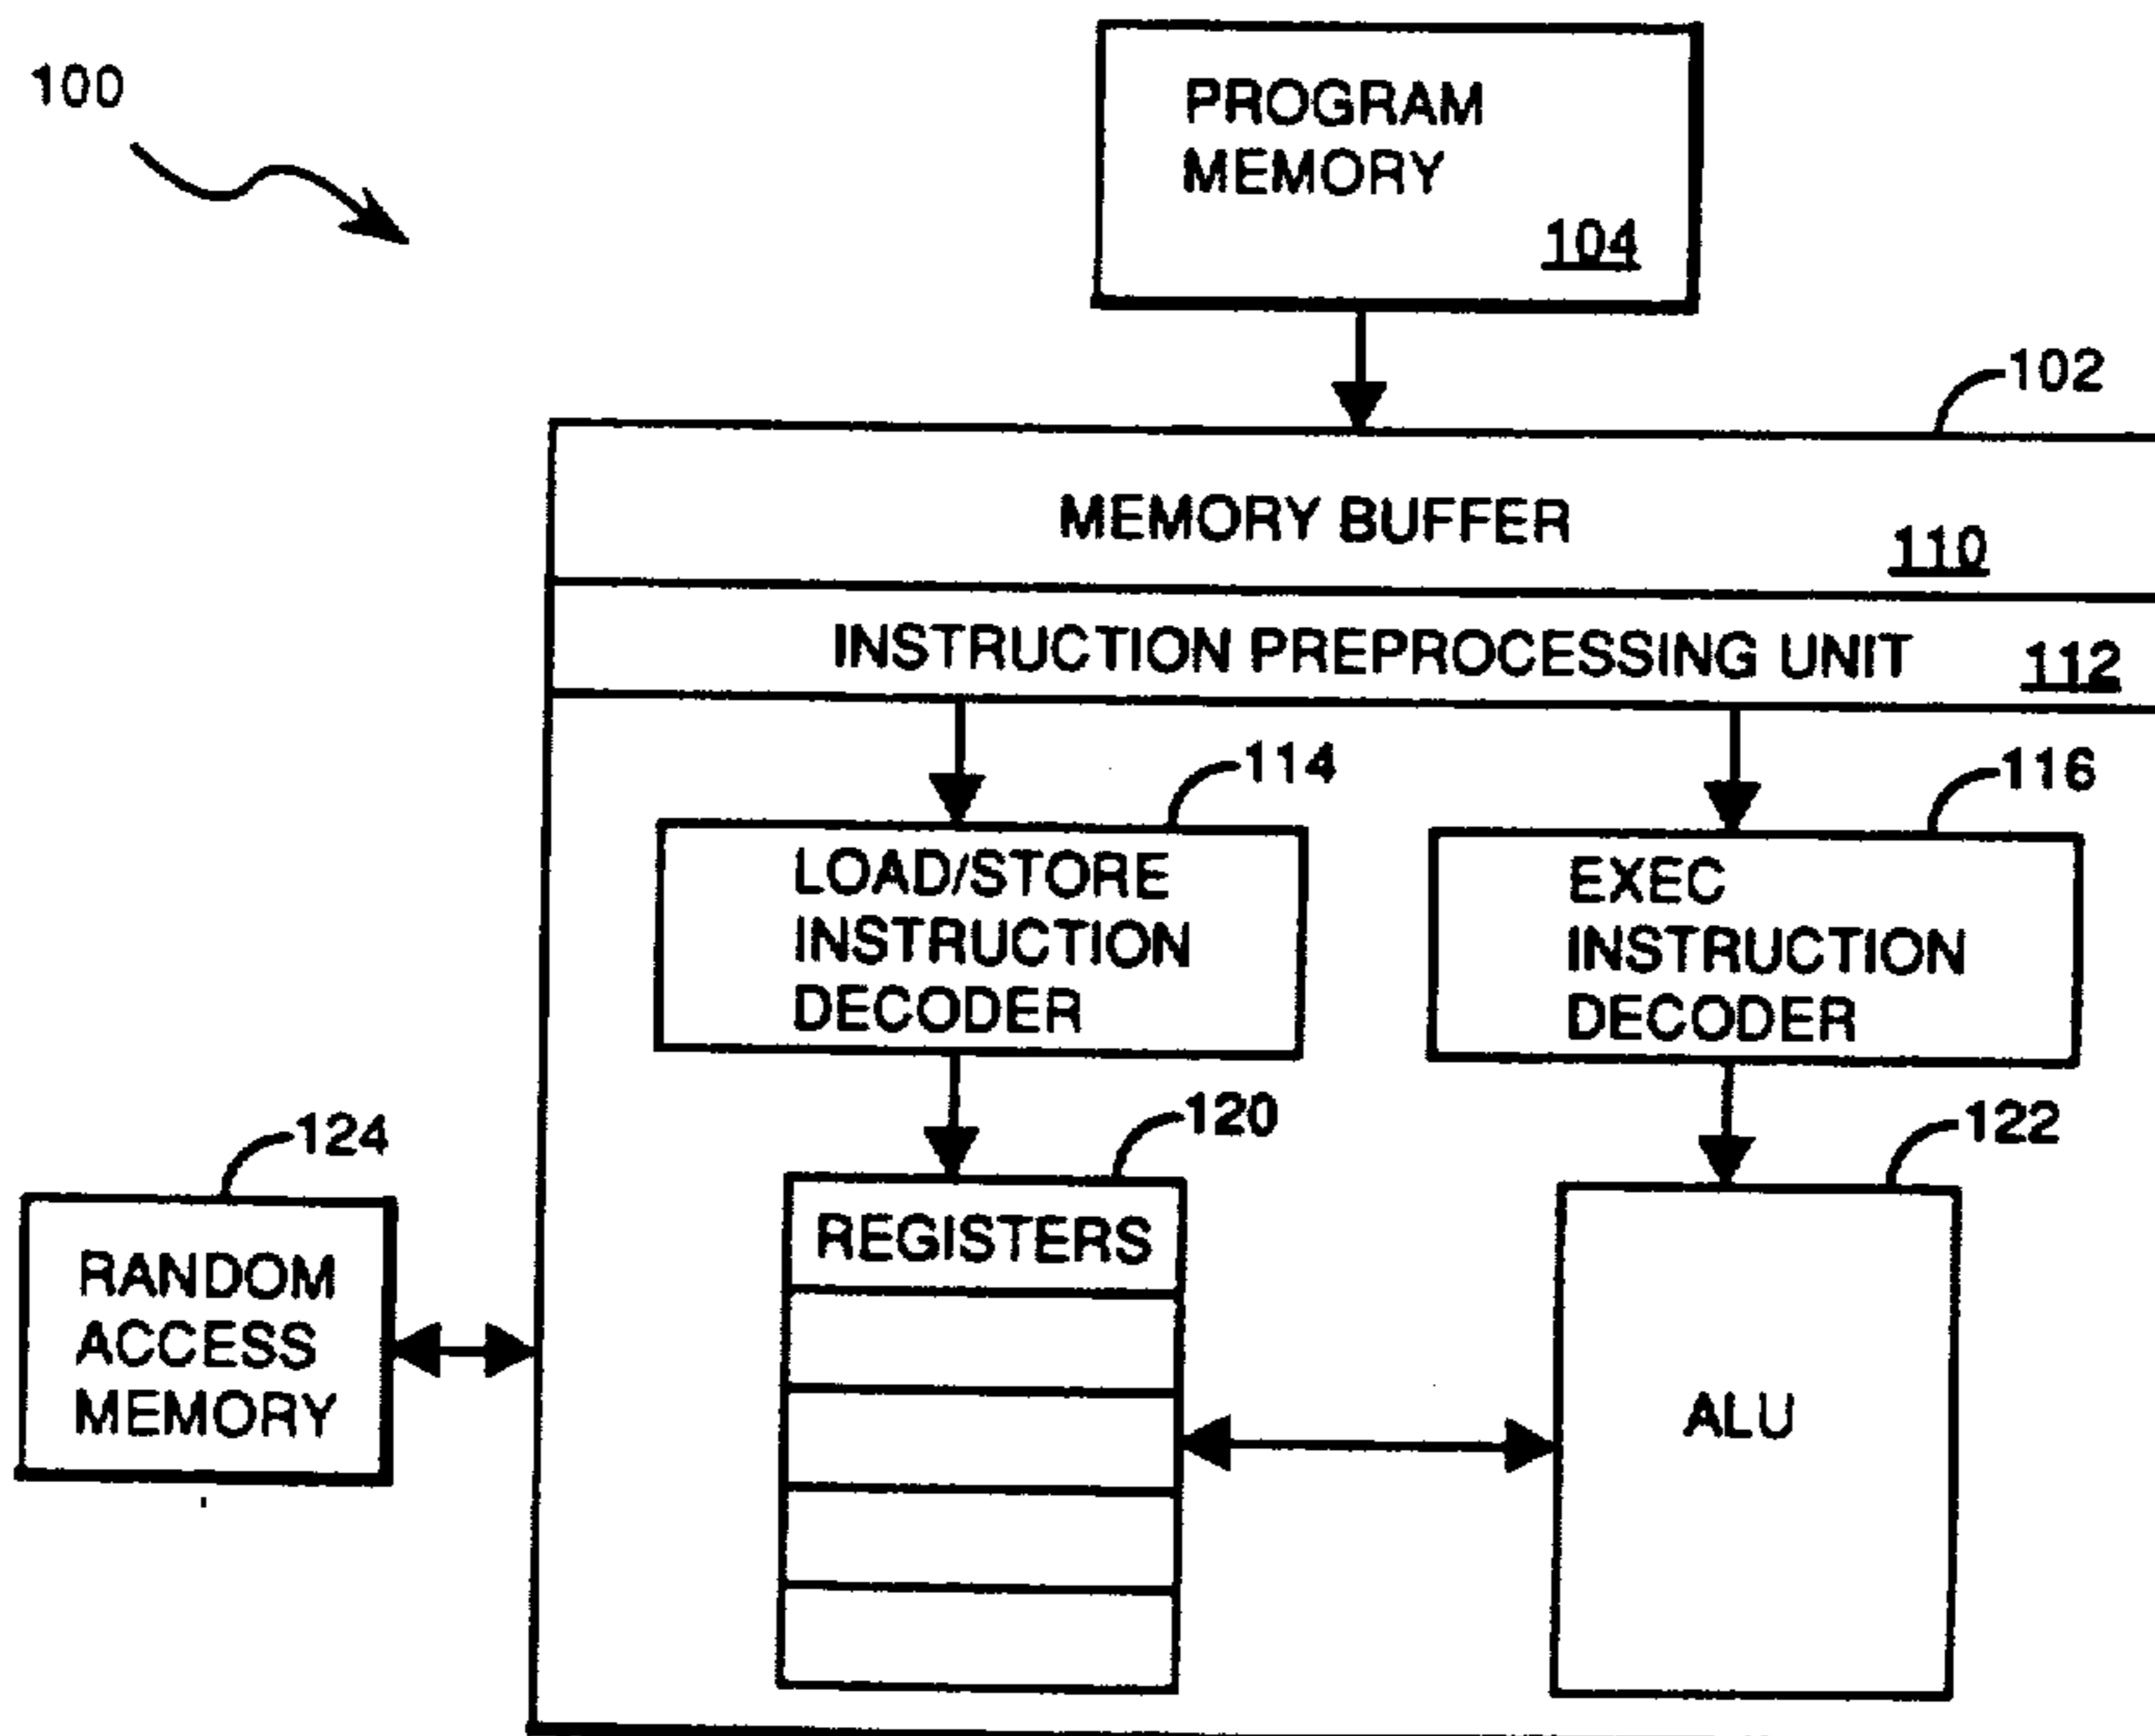 100
PROGRAM
MEMORY
104
102
MEMORY BUFFER
110
INSTRUCTION PREPROCESSING UNIT
112
114
116
LOAD/STORE
INSTRUCTION
DECODER
EXEC
INSTRUCTION
DECODER
124
120
122
RANDOM
ACCESS
MEMORY
REGISTERS
ALU